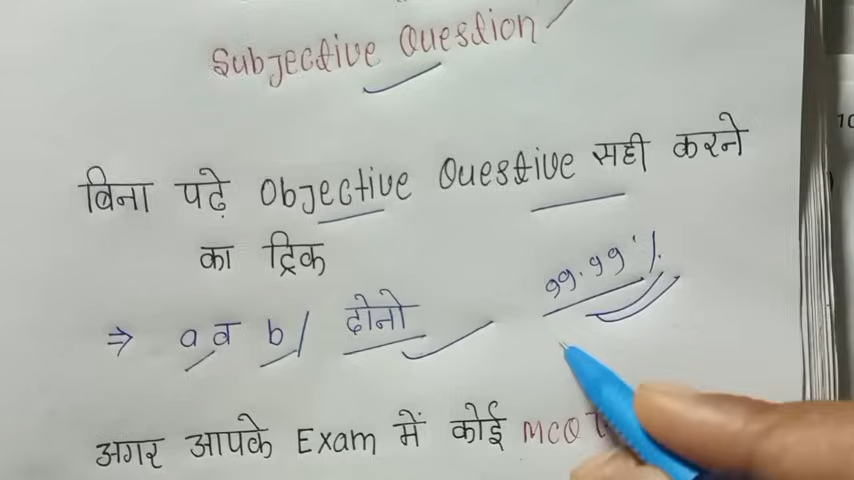 Subjective Question
बिना पढ़े Objective Questive सही करने
का ट्रिक
99.99%
⇒ a व b / दोनो
अगर आपके Exam में कोई MCQ